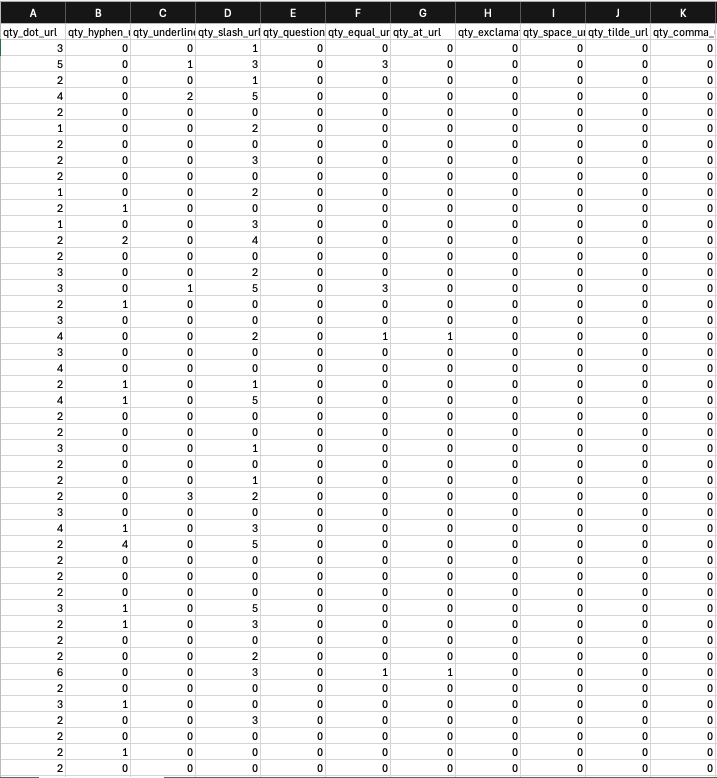 A B C D E F G H I J K
qty_dot_url qty_hyphen_u qty_underline qty_slash_url qty_question qty_equal_ur qty_at_url qty_exclama qty_space_ur qty_tilde_url qty_comma_
3 0 0 1 0 0 0 0 0 0 0
5 0 1 3 0 3 0 0 0 0 0
2 0 0 1 0 0 0 0 0 0 0
4 0 2 5 0 0 0 0 0 0 0
2 0 0 0 0 0 0 0 0 0 0
1 0 0 2 0 0 0 0 0 0 0
2 0 0 0 0 0 0 0 0 0 0
2 0 0 3 0 0 0 0 0 0 0
2 0 0 0 0 0 0 0 0 0 0
1 0 0 2 0 0 0 0 0 0 0
2 1 0 0 0 0 0 0 0 0 0
1 0 0 3 0 0 0 0 0 0 0
2 2 0 4 0 0 0 0 0 0 0
2 0 0 0 0 0 0 0 0 0 0
3 0 0 2 0 0 0 0 0 0 0
3 0 1 5 0 3 0 0 0 0 0
2 1 0 0 0 0 0 0 0 0 0
3 0 0 0 0 0 0 0 0 0 0
4 0 0 2 0 1 1 0 0 0 0
3 0 0 0 0 0 0 0 0 0 0
4 0 0 0 0 0 0 0 0 0 0
2 1 0 1 0 0 0 0 0 0 0
4 1 0 5 0 0 0 0 0 0 0
2 0 0 0 0 0 0 0 0 0 0
2 0 0 0 0 0 0 0 0 0 0
3 0 0 1 0 0 0 0 0 0 0
2 0 0 0 0 0 0 0 0 0 0
2 0 0 1 0 0 0 0 0 0 0
2 0 3 2 0 0 0 0 0 0 0
3 0 0 0 0 0 0 0 0 0 0
4 1 0 3 0 0 0 0 0 0 0
2 4 0 5 0 0 0 0 0 0 0
2 0 0 0 0 0 0 0 0 0 0
2 0 0 0 0 0 0 0 0 0 0
2 0 0 0 0 0 0 0 0 0 0
3 1 0 5 0 0 0 0 0 0 0
2 1 0 3 0 0 0 0 0 0 0
2 0 0 0 0 0 0 0 0 0 0
2 0 0 2 0 0 0 0 0 0 0
6 0 0 3 0 1 1 0 0 0 0
2 0 0 0 0 0 0 0 0 0 0
3 1 0 0 0 0 0 0 0 0 0
2 0 0 3 0 0 0 0 0 0 0
2 0 0 0 0 0 0 0 0 0 0
2 1 0 0 0 0 0 0 0 0 0
2 0 0 0 0 0 0 0 0 0 0